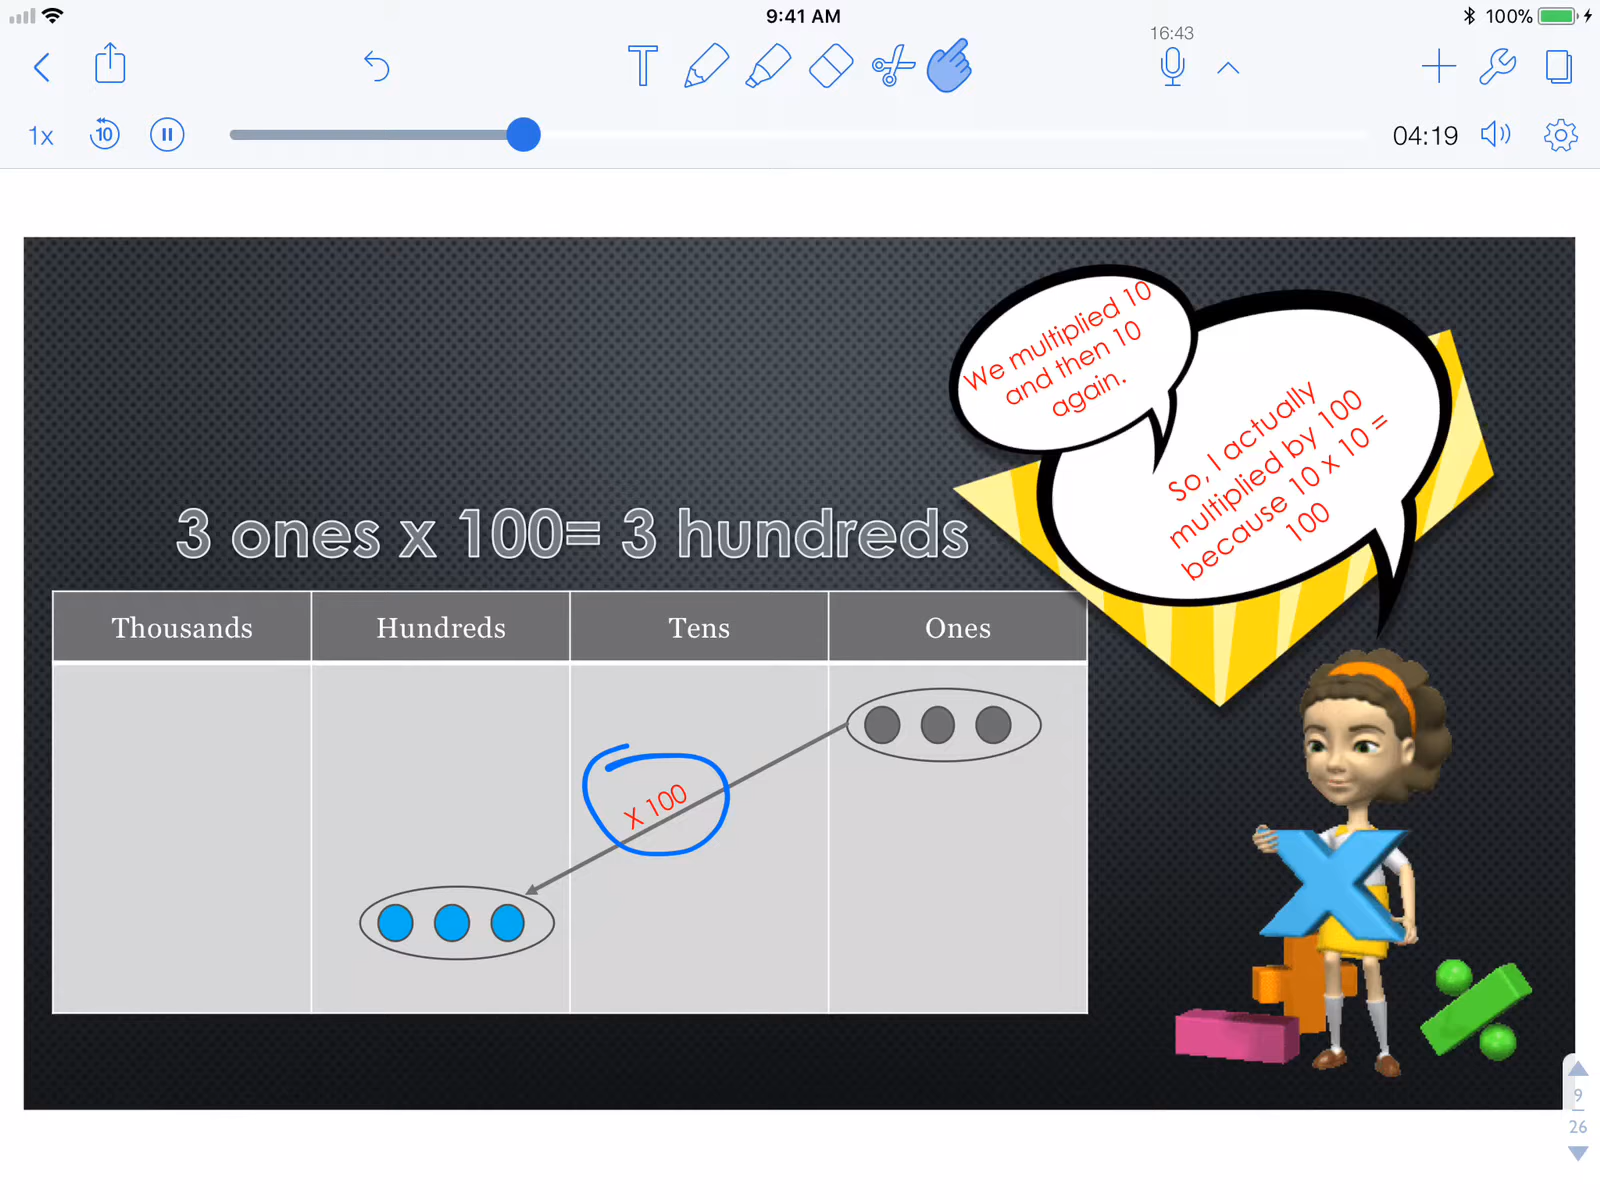 9:41 AM
100%
T
16:43
1x
10
04:19
We multiplied 10
and then 10
again.
So, I actually
multiplied by 100
because 10 x 10 =
100
3 ones x 100= 3 hundreds
Thousands Hundreds Tens Ones
X 100
X
9
26